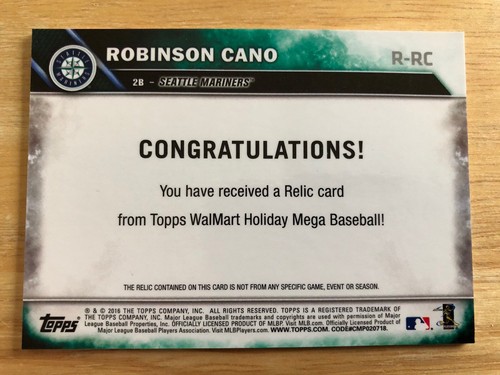 ROBINSON CANO
R-RC
2B – SEATTLE MARINERS®
CONGRATULATIONS!
You have received a Relic card
from Topps WalMart Holiday Mega Baseball!
THE RELIC CONTAINED ON THIS CARD IS NOT FROM ANY SPECIFIC GAME, EVENT OR SEASON.
Topps
® & © 2016 THE TOPPS COMPANY, INC. ALL RIGHTS RESERVED. TOPPS IS A REGISTERED TRADEMARK OF
THE TOPPS COMPANY, INC. Major League Baseball trademarks and copyrights are used with permission of Major
League Baseball Properties, Inc. OFFICIALLY LICENSED PRODUCT OF MLBP. Visit MLB.com. Officially Licensed Product of
Major League Baseball Players Association. Visit MLBPlayers.com. WWW.TOPPS.COM. CODE#CMP020718.